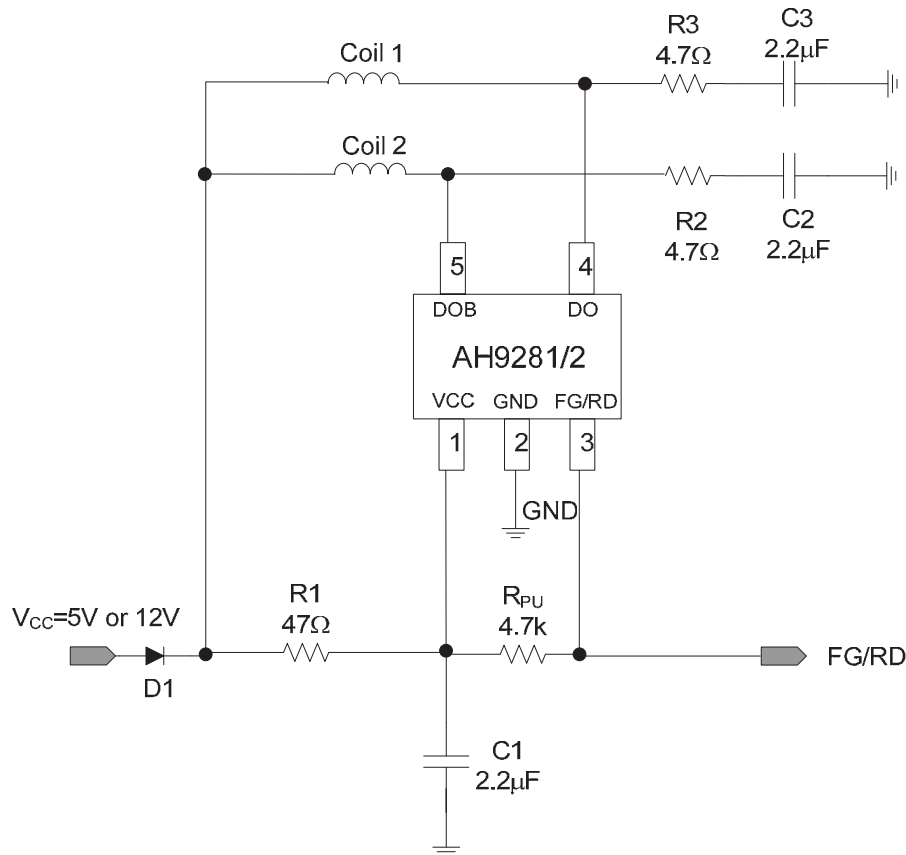 C3
2.2μF
R3
4.7Ω
Coil 1
Coil 2
R2
4.7Ω
C2
2.2μF
5
4
DOB
DO
AH9281/2
VCC
GND
FG/RD
1
2
3
GND
R1
47Ω
RPU
4.7k
VCC=5V or 12V
D1
FG/RD
C1
2.2μF